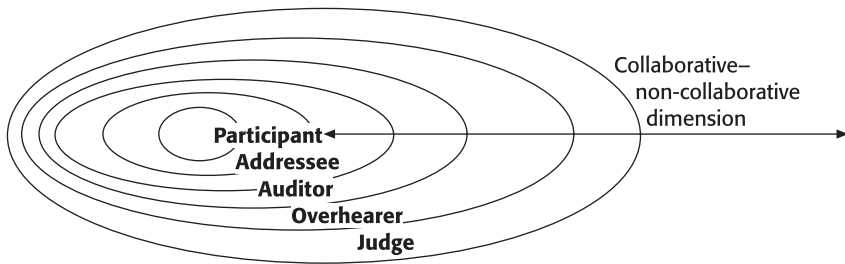 Collaborative–
non-collaborative
dimension
Participant
Addressee
Auditor
Overhearer
Judge